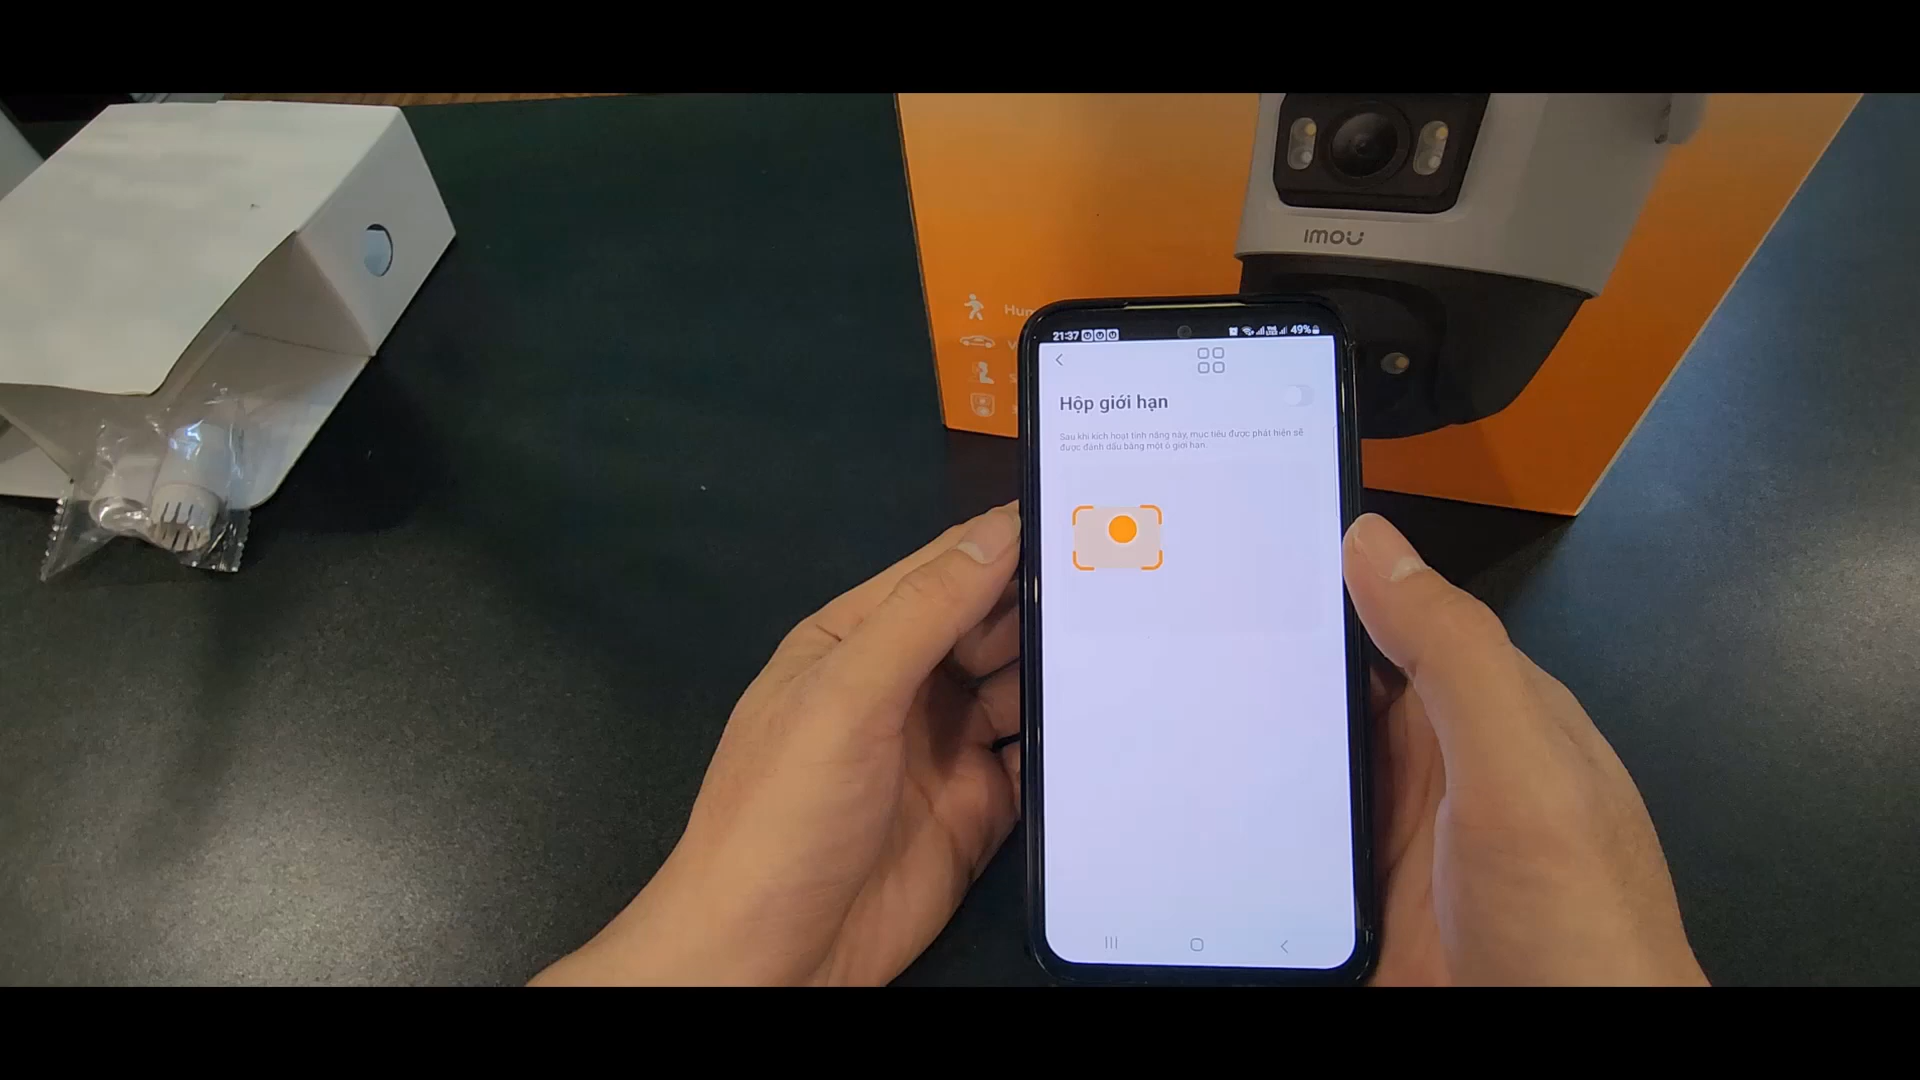 imou
21:37
49%
Hộp giới hạn
Sau khi kích hoạt tính năng này, mục tiêu được phát hiện sẽ
được đánh dấu bằng một ô giới hạn.